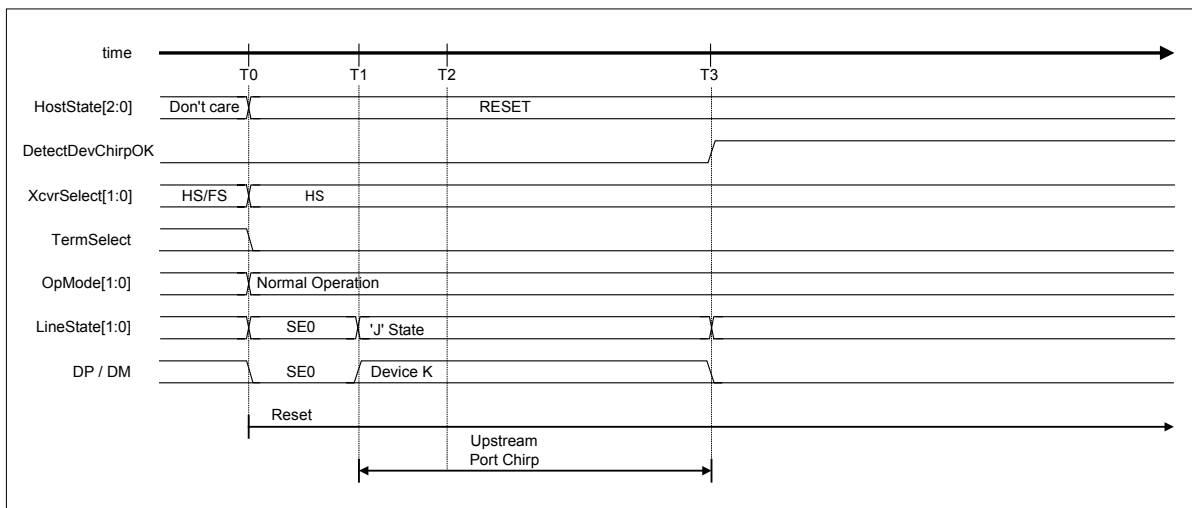 time
T0 T1 T2 T3
HostState[2:0] Don't care RESET
DetectDevChirpOK
XcvrSelect[1:0] HS/FS HS
TermSelect
OpMode[1:0] Normal Operation
LineState[1:0] SE0 'J' State
DP / DM SE0 Device K
Reset
Upstream
Port Chirp